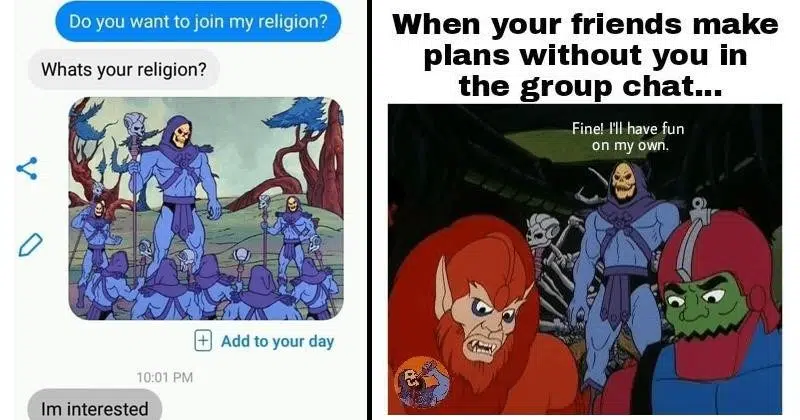 Do you want to join my religion?
Whats your religion?
Add to your day
10:01 PM
Im interested
When your friends make
plans without you in
the group chat...
Fine! I'll have fun
on my own.